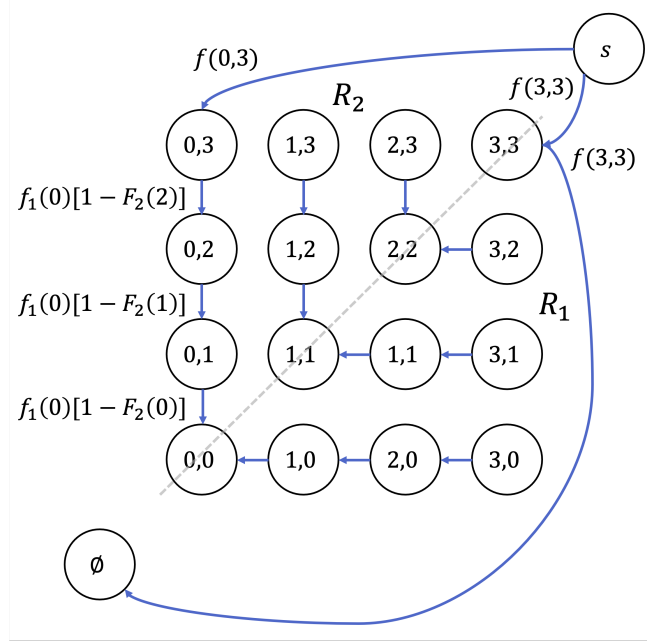 s
f(0,3)
f(3,3)
R₂
0,3 1,3 2,3 3,3
f(3,3)
f₁(0)[1 − F₂(2)]
0,2 1,2 2,2 3,2
f₁(0)[1 − F₂(1)]
R₁
0,1 1,1 1,1 3,1
f₁(0)[1 − F₂(0)]
0,0 1,0 2,0 3,0
∅